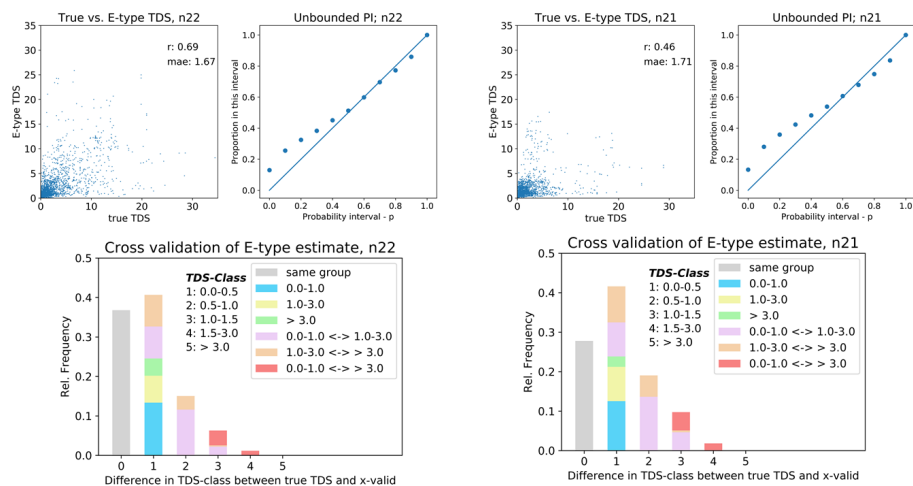 True vs. E-type TDS, n22
35
30
25
20
15
10
5
0
E-type TDS
r: 0.69
mae: 1.67
0 10 20 30
true TDS
Unbounded PI; n22
1.0
0.8
0.6
0.4
0.2
0.0
Proportion in this interval
0.0 0.2 0.4 0.6 0.8 1.0
Probability interval - p
True vs. E-type TDS, n21
35
30
25
20
15
10
5
0
E-type TDS
r: 0.46
mae: 1.71
0 10 20 30
true TDS
Unbounded PI; n21
1.0
0.8
0.6
0.4
0.2
0.0
Proportion in this interval
0.0 0.2 0.4 0.6 0.8 1.0
Probability interval - p
Cross validation of E-type estimate, n22
0.5
0.4
0.3
0.2
0.1
0.0
Rel. Frequency
TDS-Class
1: 0.0-0.5
2: 0.5-1.0
3: 1.0-1.5
4: 1.5-3.0
5: > 3.0
same group
0.0-1.0
1.0-3.0
> 3.0
0.0-1.0 <-> 1.0-3.0
1.0-3.0 <-> > 3.0
0.0-1.0 <-> > 3.0
0 1 2 3 4 5
Difference in TDS-class between true TDS and x-valid
Cross validation of E-type estimate, n21
0.5
0.4
0.3
0.2
0.1
0.0
Rel. Frequency
TDS-Class
1: 0.0-0.5
2: 0.5-1.0
3: 1.0-1.5
4: 1.5-3.0
5: > 3.0
same group
0.0-1.0
1.0-3.0
> 3.0
0.0-1.0 <-> 1.0-3.0
1.0-3.0 <-> > 3.0
0.0-1.0 <-> > 3.0
0 1 2 3 4 5
Difference in TDS-class between true TDS and x-valid